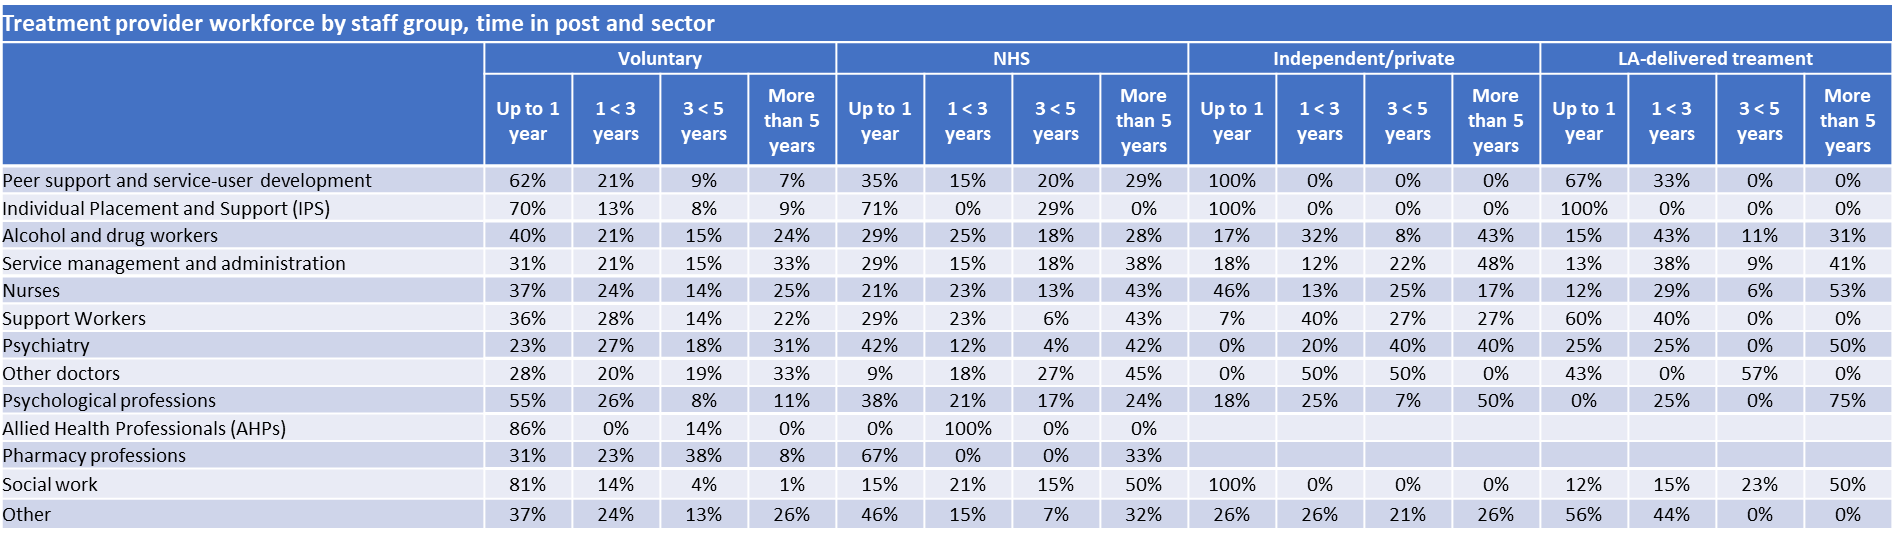 Treatment provider workforce by staff group, time in post and sector
Voluntary NHS Independent/private LA-delivered treament
Up to 1 year 1 < 3 years 3 < 5 years More than 5 years Up to 1 year 1 < 3 years 3 < 5 years More than 5 years Up to 1 year 1 < 3 years 3 < 5 years More than 5 years Up to 1 year 1 < 3 years 3 < 5 years More than 5 years
Peer support and service-user development 62% 21% 9% 7% 35% 15% 20% 29% 100% 0% 0% 0% 67% 33% 0% 0%
Individual Placement and Support (IPS) 70% 13% 8% 9% 71% 0% 29% 0% 100% 0% 0% 0% 100% 0% 0% 0%
Alcohol and drug workers 40% 21% 15% 24% 29% 25% 18% 28% 17% 32% 8% 43% 15% 43% 11% 31%
Service management and administration 31% 21% 15% 33% 29% 15% 18% 38% 18% 12% 22% 48% 13% 38% 9% 41%
Nurses 37% 24% 14% 25% 21% 23% 13% 43% 46% 13% 25% 17% 12% 29% 6% 53%
Support Workers 36% 28% 14% 22% 29% 23% 6% 43% 7% 40% 27% 27% 60% 40% 0% 0%
Psychiatry 23% 27% 18% 31% 42% 12% 4% 42% 0% 20% 40% 40% 25% 25% 0% 50%
Other doctors 28% 20% 19% 33% 9% 18% 27% 45% 0% 50% 50% 0% 43% 0% 57% 0%
Psychological professions 55% 26% 8% 11% 38% 21% 17% 24% 18% 25% 7% 50% 0% 25% 0% 75%
Allied Health Professionals (AHPs) 86% 0% 14% 0% 0% 100% 0% 0%
Pharmacy professions 31% 23% 38% 8% 67% 0% 0% 33%
Social work 81% 14% 4% 1% 15% 21% 15% 50% 100% 0% 0% 0% 12% 15% 23% 50%
Other 37% 24% 13% 26% 46% 15% 7% 32% 26% 26% 21% 26% 56% 44% 0% 0%